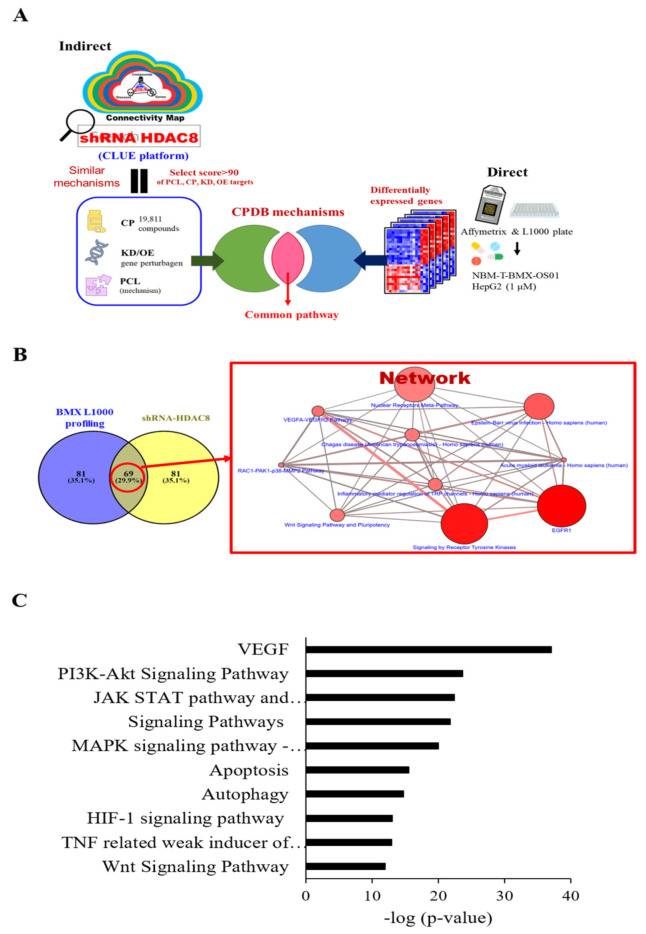 A
Indirect
Connectivity Map
shRNA HDAC8
(CLUE platform)
Similar
mechanisms
Select score>90
of PCL, CP, KD, OE targets
CP 19,811
compounds
KD/OE
gene perturbagen
PCL
(mechanism)
CPDB mechanisms
Common pathway
Differentially
expressed genes
Direct
Affymetrix & L1000 plate
NBM-T-BMX-OS01
HepG2 (1 μM)
B
BMX L1000
profiling
shRNA-HDAC8
81
(35.1%)
69
(29.9%)
81
(35.1%)
Network
Nuclear Receptors Meta-Pathway
VEGFA-VEGFR2 Pathway
Epstein-Barr virus infection - Homo sapiens (human)
Chagas disease (American trypanosomiasis) - Homo sapiens (human)
RAC1-PAK1-p38-MMP2 Pathway
Acute myeloid leukemia - Homo sapiens (human)
Inflammatory mediator regulation of TRP channels - Homo sapiens (human)
Wnt Signaling Pathway and Pluripotency
EGFR1
Signaling by Receptor Tyrosine Kinases
C
VEGF
PI3K-Akt Signaling Pathway
JAK STAT pathway and…
Signaling Pathways
MAPK signaling pathway -…
Apoptosis
Autophagy
HIF-1 signaling pathway
TNF related weak inducer of…
Wnt Signaling Pathway
0 10 20 30 40
-log (p-value)